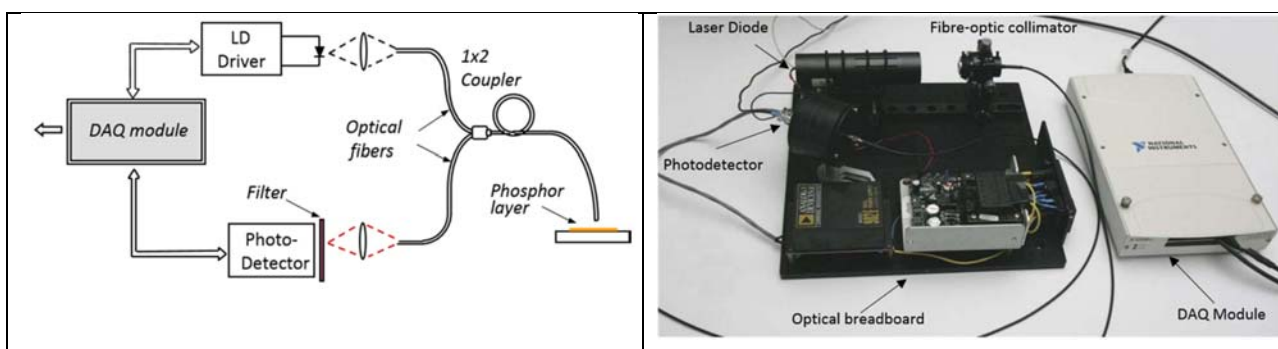 LD
Driver
1x2
Coupler
DAQ module
Optical
fibers
Filter
Phosphor
layer
Photo-
Detector
Laser Diode
Fibre-optic collimator
Photodetector
NATIONAL
INSTRUMENTS
Optical breadboard
DAQ Module